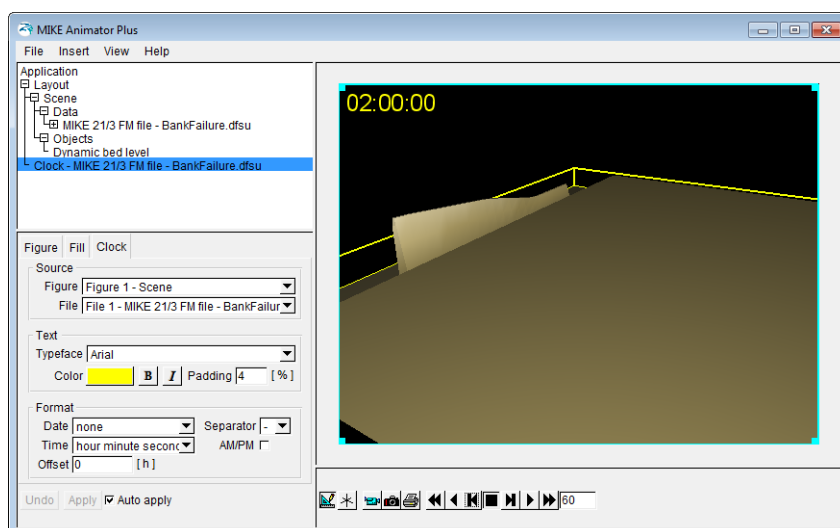 MIKE Animator Plus
File Insert View Help
Application
Layout
Scene
Data
MIKE 21/3 FM file - BankFailure.dfsu
Objects
Dynamic bed level
Clock - MIKE 21/3 FM file - BankFailure.dfsu
02:00:00
Figure Fill Clock
Source
Figure Figure 1 - Scene
File File 1 - MIKE 21/3 FM file - BankFailur
Text
Typeface Arial
Color B I Padding 4 [%]
Format
Date none Separator -
Time hour minute secon AM/PM
Offset 0 [h]
Undo Apply Auto apply
60